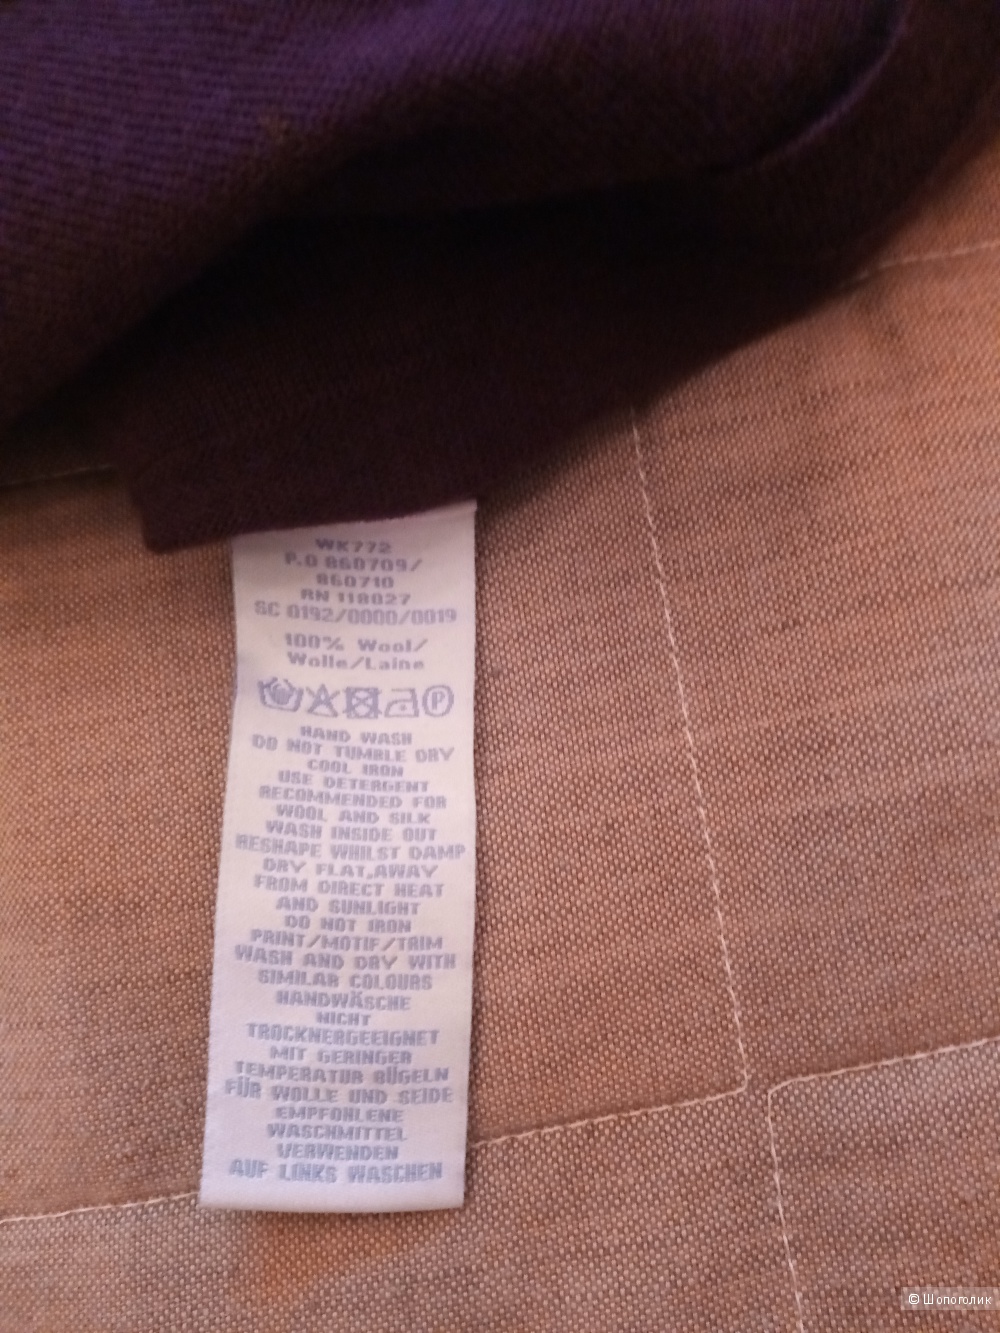 WK772
P.O 860709/
860710
RN 118027
SC 0192/0000/0019
100% Wool/
Wolle/Laine
P
HAND WASH
DO NOT TUMBLE DRY
COOL IRON
USE DETERGENT
RECOMMENDED FOR
WOOL AND SILK
WASH INSIDE OUT
RESHAPE WHILST DAMP
DRY FLAT,AWAY
FROM DIRECT HEAT
AND SUNLIGHT
DO NOT IRON
PRINT/MOTIF/TRIM
WASH AND DRY WITH
SIMILAR COLOURS
HANDWÄSCHE
NICHT
TROCKNERGEEIGNET
MIT GERINGER
TEMPERATUR BÜGELN
FÜR WOLLE UND SEIDE
EMPFOHLENE
WASCHMITTEL
VERWENDEN
AUF LINKS WASCHEN
© Шопоголик